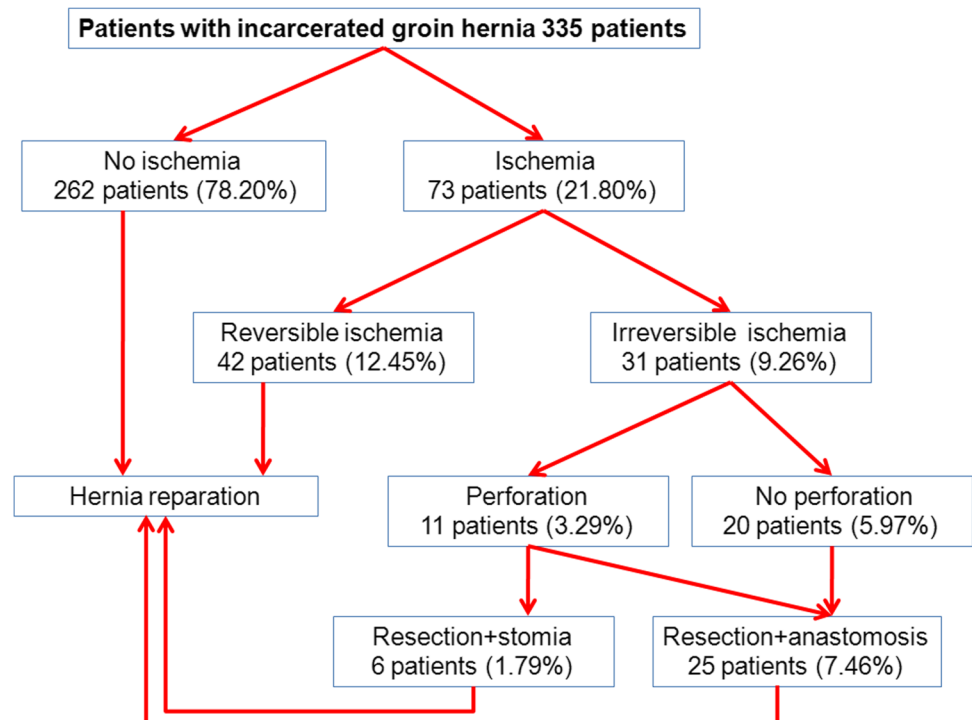 Patients with incarcerated groin hernia 335 patients
No ischemia
262 patients (78.20%)
Ischemia
73 patients (21.80%)
Reversible ischemia
42 patients (12.45%)
Irreversible ischemia
31 patients (9.26%)
Hernia reparation
Perforation
11 patients (3.29%)
No perforation
20 patients (5.97%)
Resection+stomia
6 patients (1.79%)
Resection+anastomosis
25 patients (7.46%)